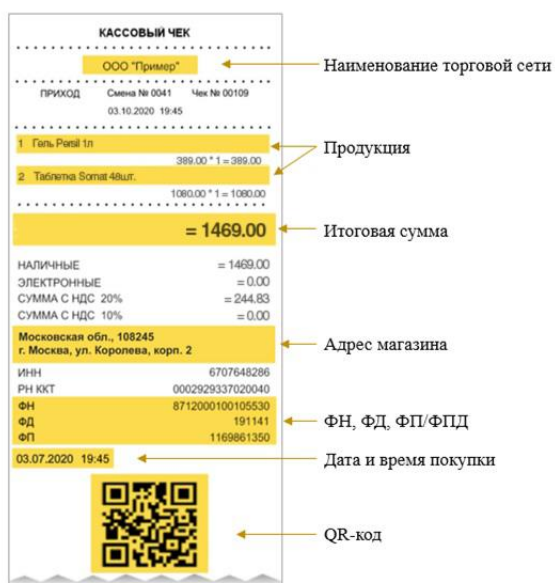 КАССОВЫЙ ЧЕК
ООО "Пример"
Наименование торговой сети
ПРИХОД Смена № 0041 Чек № 00109
03.10.2020 19:45
1 Гель Persil 1л
Продукция
389.00 * 1 = 389.00
2 Таблетка Somat 48шт.
1080.00 * 1 = 1080.00
= 1469.00
Итоговая сумма
НАЛИЧНЫЕ = 1469.00
ЭЛЕКТРОННЫЕ = 0.00
СУММА С НДС 20% = 244.83
СУММА С НДС 10% = 0.00
Московская обл., 108245
г. Москва, ул. Королева, корп. 2
Адрес магазина
ИНН 6707648286
РН ККТ 0002929337020040
ФН 8712000100105530
ФД 191141
ФН, ФД, ФП/ФПД
ФП 1169861350
03.07.2020 19:45
Дата и время покупки
QR-код